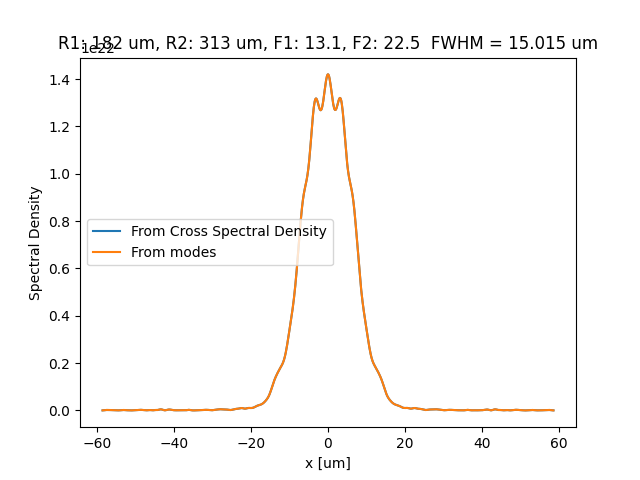 R1: 182 um, R2: 313 um, F1: 13.1, F2: 22.5  FWHM = 15.015 um
1e22
1.4
1.2
1.0
0.8
0.6
0.4
0.2
0.0
Spectral Density
From Cross Spectral Density
From modes
−60
−40
−20
0
20
40
60
x [um]